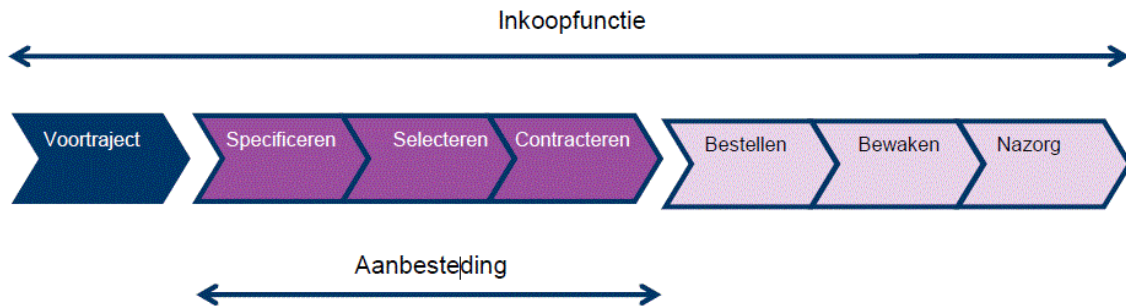 Inkoopfunctie
Voortraject
Specificeren
Selecteren
Contracteren
Bestellen
Bewaken
Nazorg
Aanbesteding